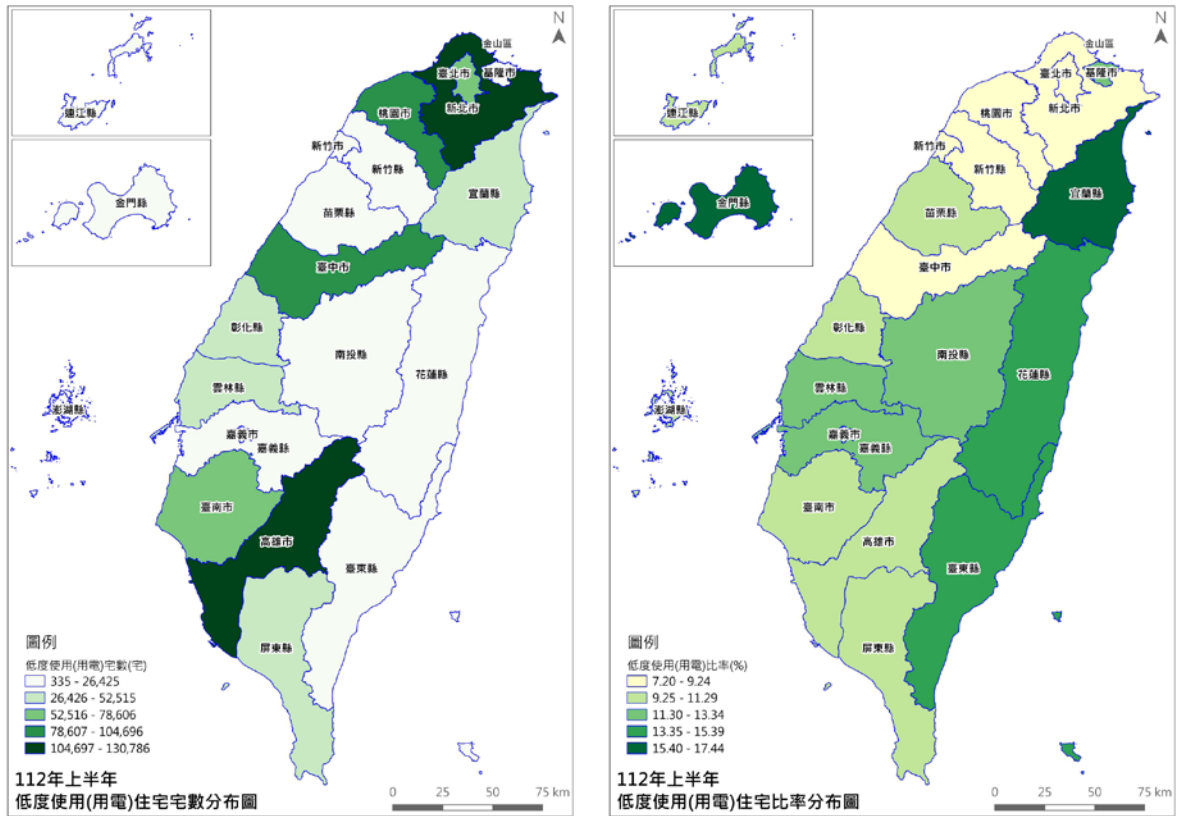 N
金山區
基隆市
臺北市
新北市
桃園市
連江縣
新竹市
新竹縣
宜蘭縣
金門縣
苗栗縣
臺中市
彰化縣
南投縣
花蓮縣
雲林縣
澎湖縣
嘉義市
嘉義縣
臺南市
高雄市
臺東縣
屏東縣
圖例
低度使用(用電)宅數(宅)
335 - 26,425
26,426 - 52,515
52,516 - 78,606
78,607 - 104,696
104,697 - 130,786
112年上半年
低度使用(用電)住宅宅數分布圖
0 25 50 75 km
N
金山區
基隆市
臺北市
新北市
桃園市
連江縣
新竹市
新竹縣
宜蘭縣
金門縣
苗栗縣
臺中市
彰化縣
南投縣
花蓮縣
雲林縣
澎湖縣
嘉義市
嘉義縣
臺南市
高雄市
臺東縣
屏東縣
圖例
低度使用(用電)比率(%)
7.20 - 9.24
9.25 - 11.29
11.30 - 13.34
13.35 - 15.39
15.40 - 17.44
112年上半年
低度使用(用電)住宅比率分布圖
0 25 50 75 km